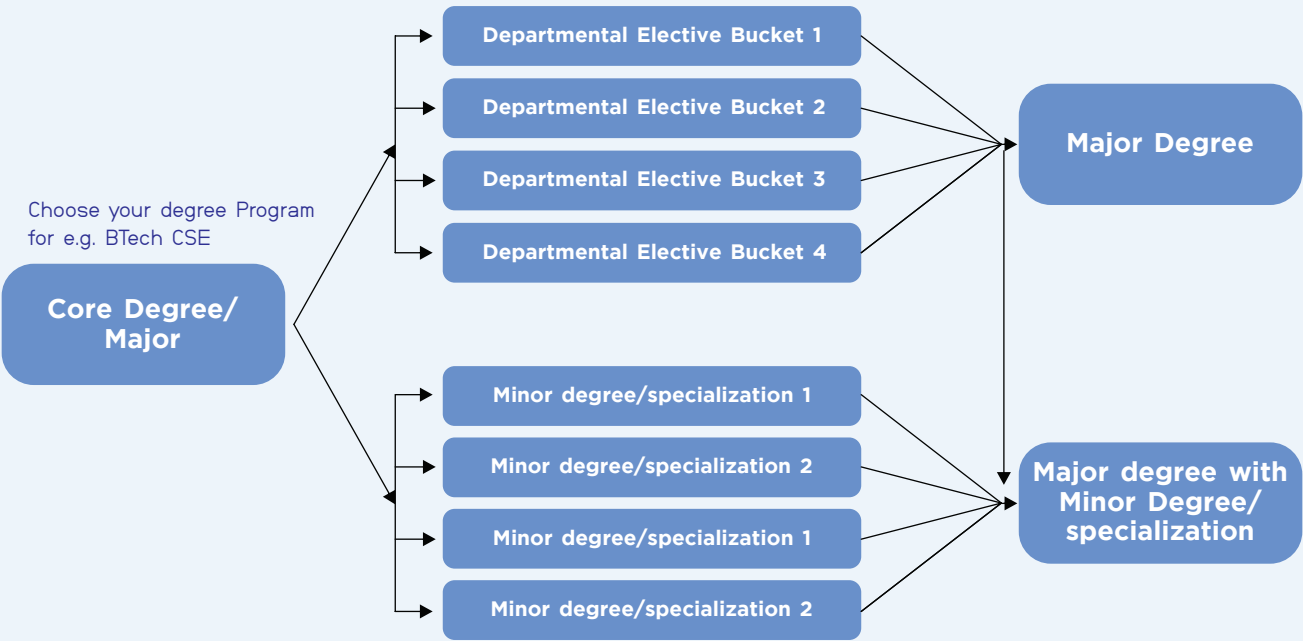 Choose your degree Program
for e.g. BTech CSE
Core Degree/
Major
Departmental Elective Bucket 1
Departmental Elective Bucket 2
Departmental Elective Bucket 3
Departmental Elective Bucket 4
Major Degree
Minor degree/specialization 1
Minor degree/specialization 2
Minor degree/specialization 1
Minor degree/specialization 2
Major degree with
Minor Degree/
specialization